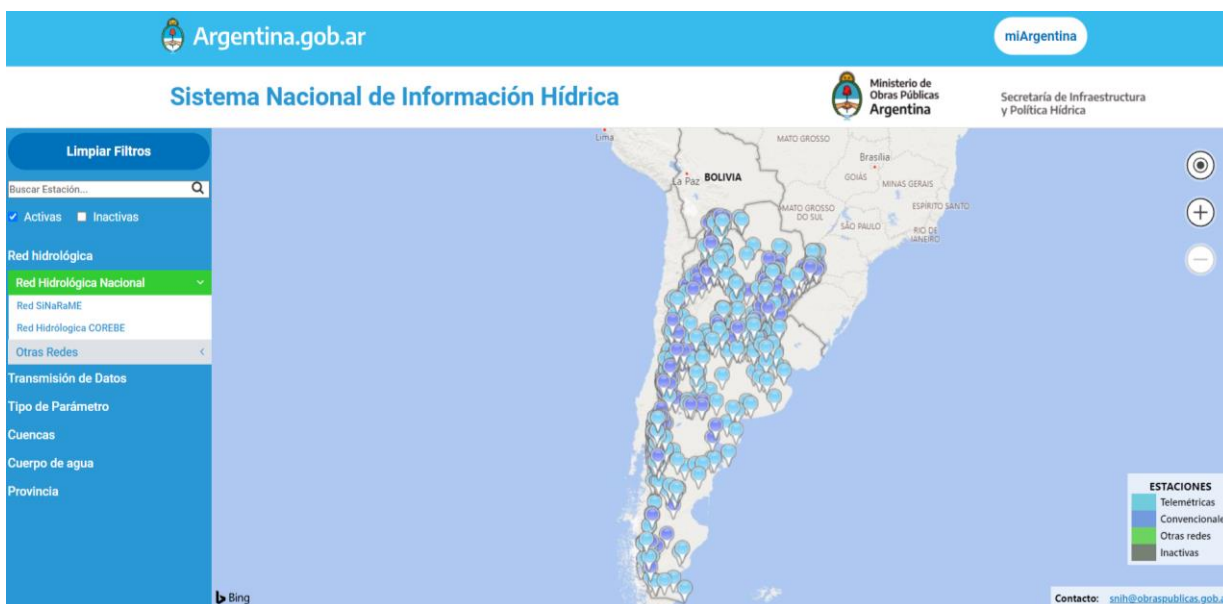 Argentina.gob.ar
miArgentina
Sistema Nacional de Información Hídrica
Ministerio de
Obras Públicas
Argentina
Secretaría de Infraestructura
y Política Hídrica
Limpiar Filtros
Buscar Estación...
Activas
Inactivas
Red hidrológica
Red Hidrológica Nacional
Red SiNaRaME
Red Hidrólogica COREBE
Otras Redes
Transmisión de Datos
Tipo de Parámetro
Cuencas
Cuerpo de agua
Provincia
Lima
MATO GROSSO
Brasília
La Paz
BOLIVIA
GOIÁS
MINAS GERAIS
MATO GROSSO
DO SUL
ESPÍRITO SANTO
SÃO PAULO
RIO DE
JANEIRO
ESTACIONES
Telemétricas
Convencionale
Otras redes
Inactivas
Bing
Contacto: snih@obraspublicas.gob.a